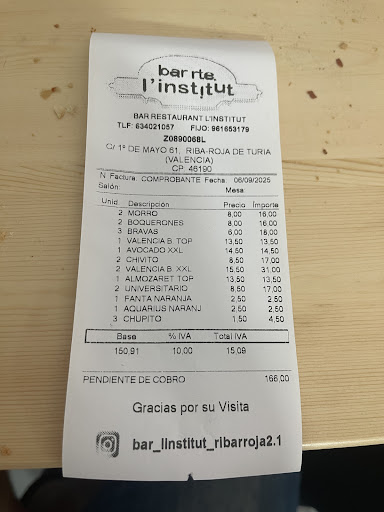 bar rte.
l'institut
BAR RESTAURANT L'INSTITUT
TLF: 634021057 FIJO: 961653179
Z0890068L
C/ 1º DE MAYO 61, RIBA-ROJA DE TURIA
(VALENCIA)
CP. 46190
N. Factura: COMPROBANTE Fecha: 06/09/2025
Salón: Mesa
Unid. Descripción Precio Importe
2 MORRO 8,00 16,00
2 BOQUERONES 8,00 16,00
3 BRAVAS 6,00 18,00
1 VALENCIA B. TOP 13,50 13,50
1 AVOCADO XXL 14,50 14,50
2 CHIVITO 8,50 17,00
2 VALENCIA B. XXL 15,50 31,00
1 ALMOZARET TOP 13,50 13,50
2 UNIVERSITARIO 8,50 17,00
1 FANTA NARANJA 2,50 2,50
1 AQUARIUS NARANJ 2,50 2,50
3 CHUPITO 1,50 4,50
Base % IVA Total IVA
150,91 10,00 15,09
PENDIENTE DE COBRO 166,00
Gracias por su Visita
bar_linstitut_ribarroja2.1